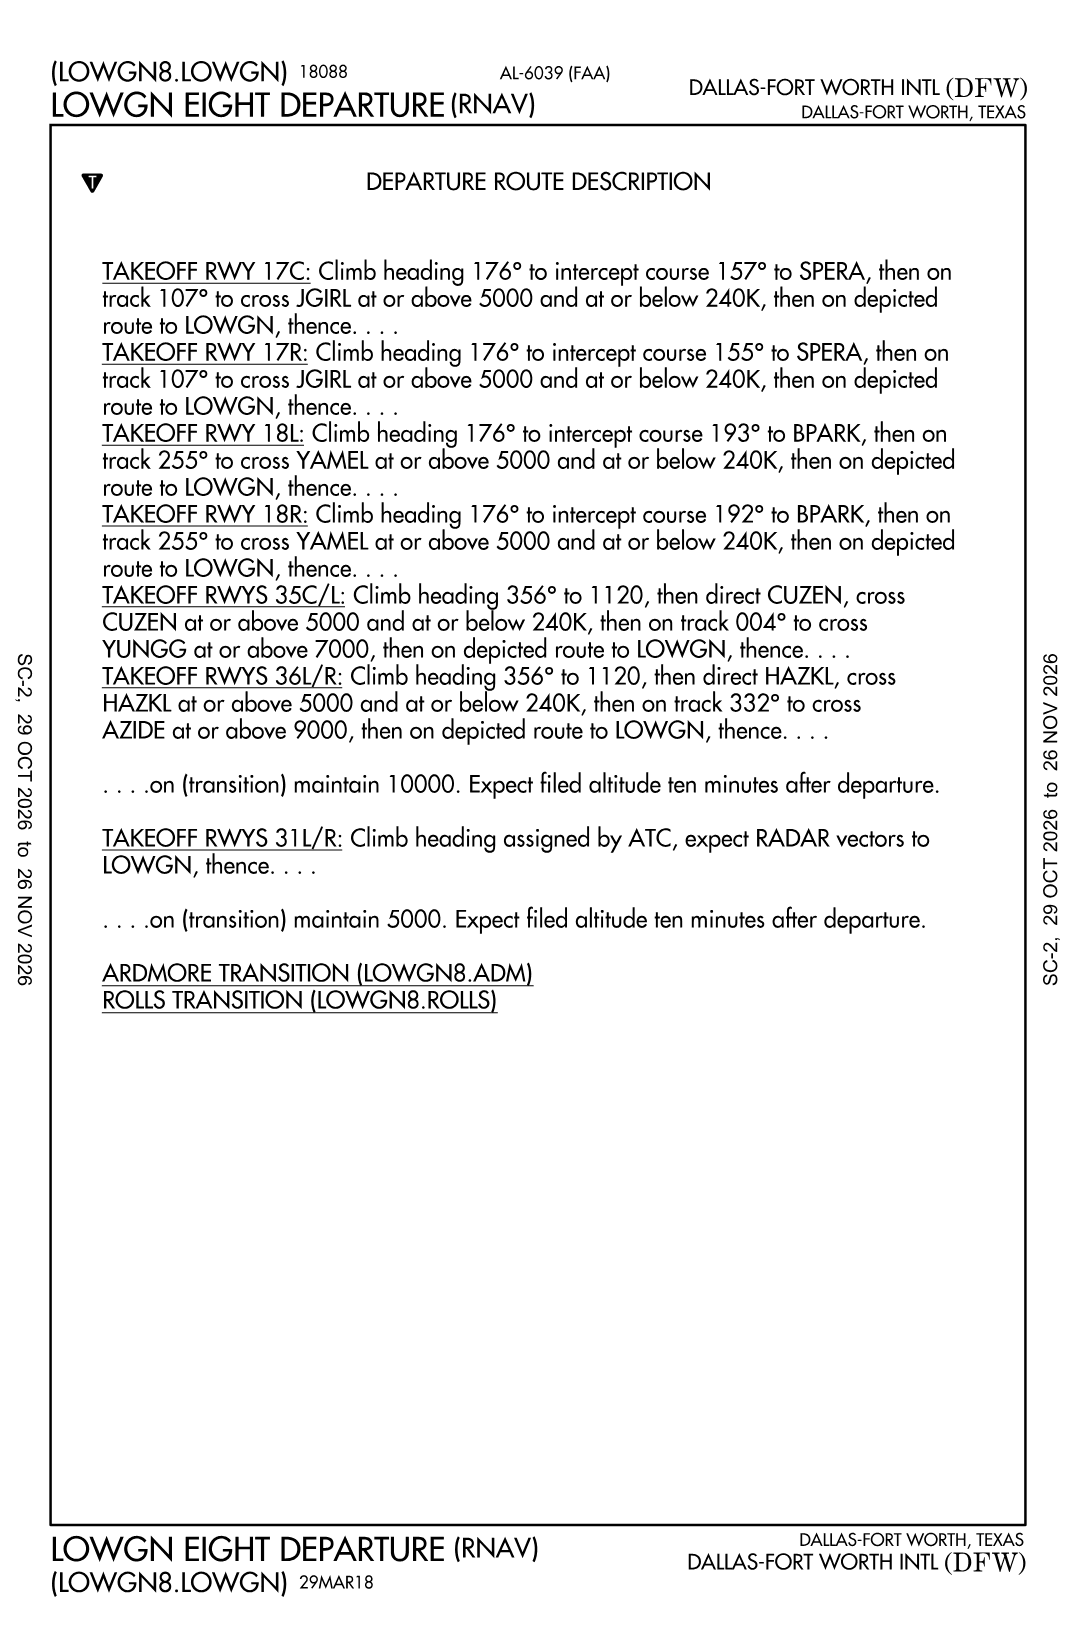 (LOWGN8.LOWGN) 18088
AL-6039 (FAA)
DALLAS-FORT WORTH INTL (DFW)
LOWGN EIGHT DEPARTURE (RNAV)
DALLAS-FORT WORTH, TEXAS
T
DEPARTURE ROUTE DESCRIPTION
TAKEOFF RWY 17C: Climb heading 176° to intercept course 157° to SPERA, then on
track 107° to cross JGIRL at or above 5000 and at or below 240K, then on depicted
route to LOWGN, thence. . . .
TAKEOFF RWY 17R: Climb heading 176° to intercept course 155° to SPERA, then on
track 107° to cross JGIRL at or above 5000 and at or below 240K, then on depicted
route to LOWGN, thence. . . .
TAKEOFF RWY 18L: Climb heading 176° to intercept course 193° to BPARK, then on
track 255° to cross YAMEL at or above 5000 and at or below 240K, then on depicted
route to LOWGN, thence. . . .
TAKEOFF RWY 18R: Climb heading 176° to intercept course 192° to BPARK, then on
track 255° to cross YAMEL at or above 5000 and at or below 240K, then on depicted
route to LOWGN, thence. . . .
TAKEOFF RWYS 35C/L: Climb heading 356° to 1120, then direct CUZEN, cross
CUZEN at or above 5000 and at or below 240K, then on track 004° to cross
YUNGG at or above 7000, then on depicted route to LOWGN, thence. . . .
TAKEOFF RWYS 36L/R: Climb heading 356° to 1120, then direct HAZKL, cross
HAZKL at or above 5000 and at or below 240K, then on track 332° to cross
AZIDE at or above 9000, then on depicted route to LOWGN, thence. . . .
. . . .on (transition) maintain 10000. Expect filed altitude ten minutes after departure.
TAKEOFF RWYS 31L/R: Climb heading assigned by ATC, expect RADAR vectors to
LOWGN, thence. . . .
. . . .on (transition) maintain 5000. Expect filed altitude ten minutes after departure.
ARDMORE TRANSITION (LOWGN8.ADM)
ROLLS TRANSITION (LOWGN8.ROLLS)
SC-2, 29 OCT 2026 to 26 NOV 2026
SC-2, 29 OCT 2026 to 26 NOV 2026
LOWGN EIGHT DEPARTURE (RNAV)
(LOWGN8.LOWGN) 29MAR18
DALLAS-FORT WORTH, TEXAS
DALLAS-FORT WORTH INTL (DFW)